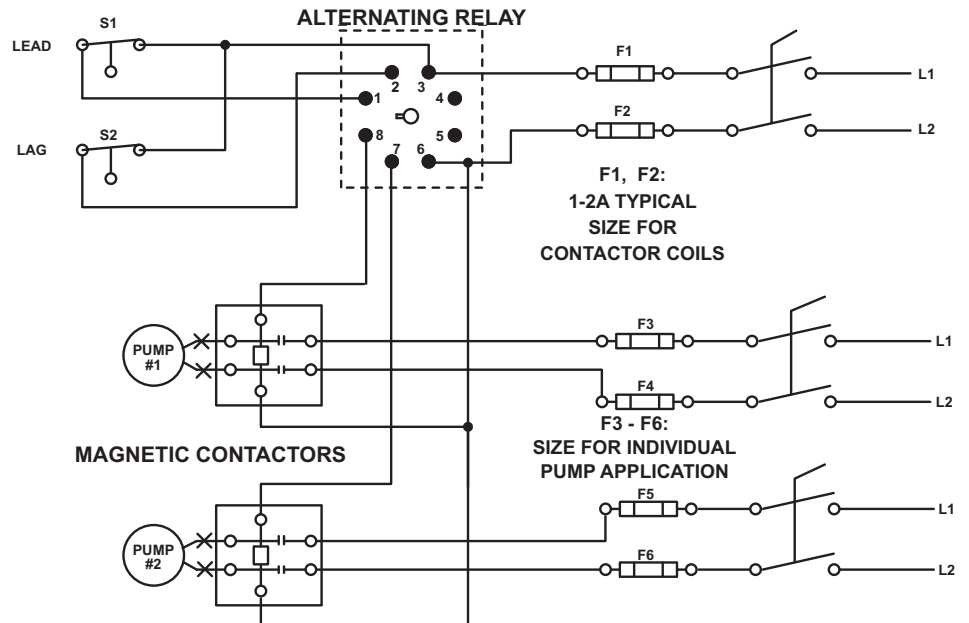 ALTERNATING RELAY
S1
LEAD
F1
L1
2
3
1
4
F2
L2
S2
LAG
8
5
7
6
F1, F2:
1-2A TYPICAL
SIZE FOR
CONTACTOR COILS
F3
L1
PUMP
#1
F4
L2
F3 - F6:
SIZE FOR INDIVIDUAL
PUMP APPLICATION
MAGNETIC CONTACTORS
F5
L1
PUMP
#2
F6
L2